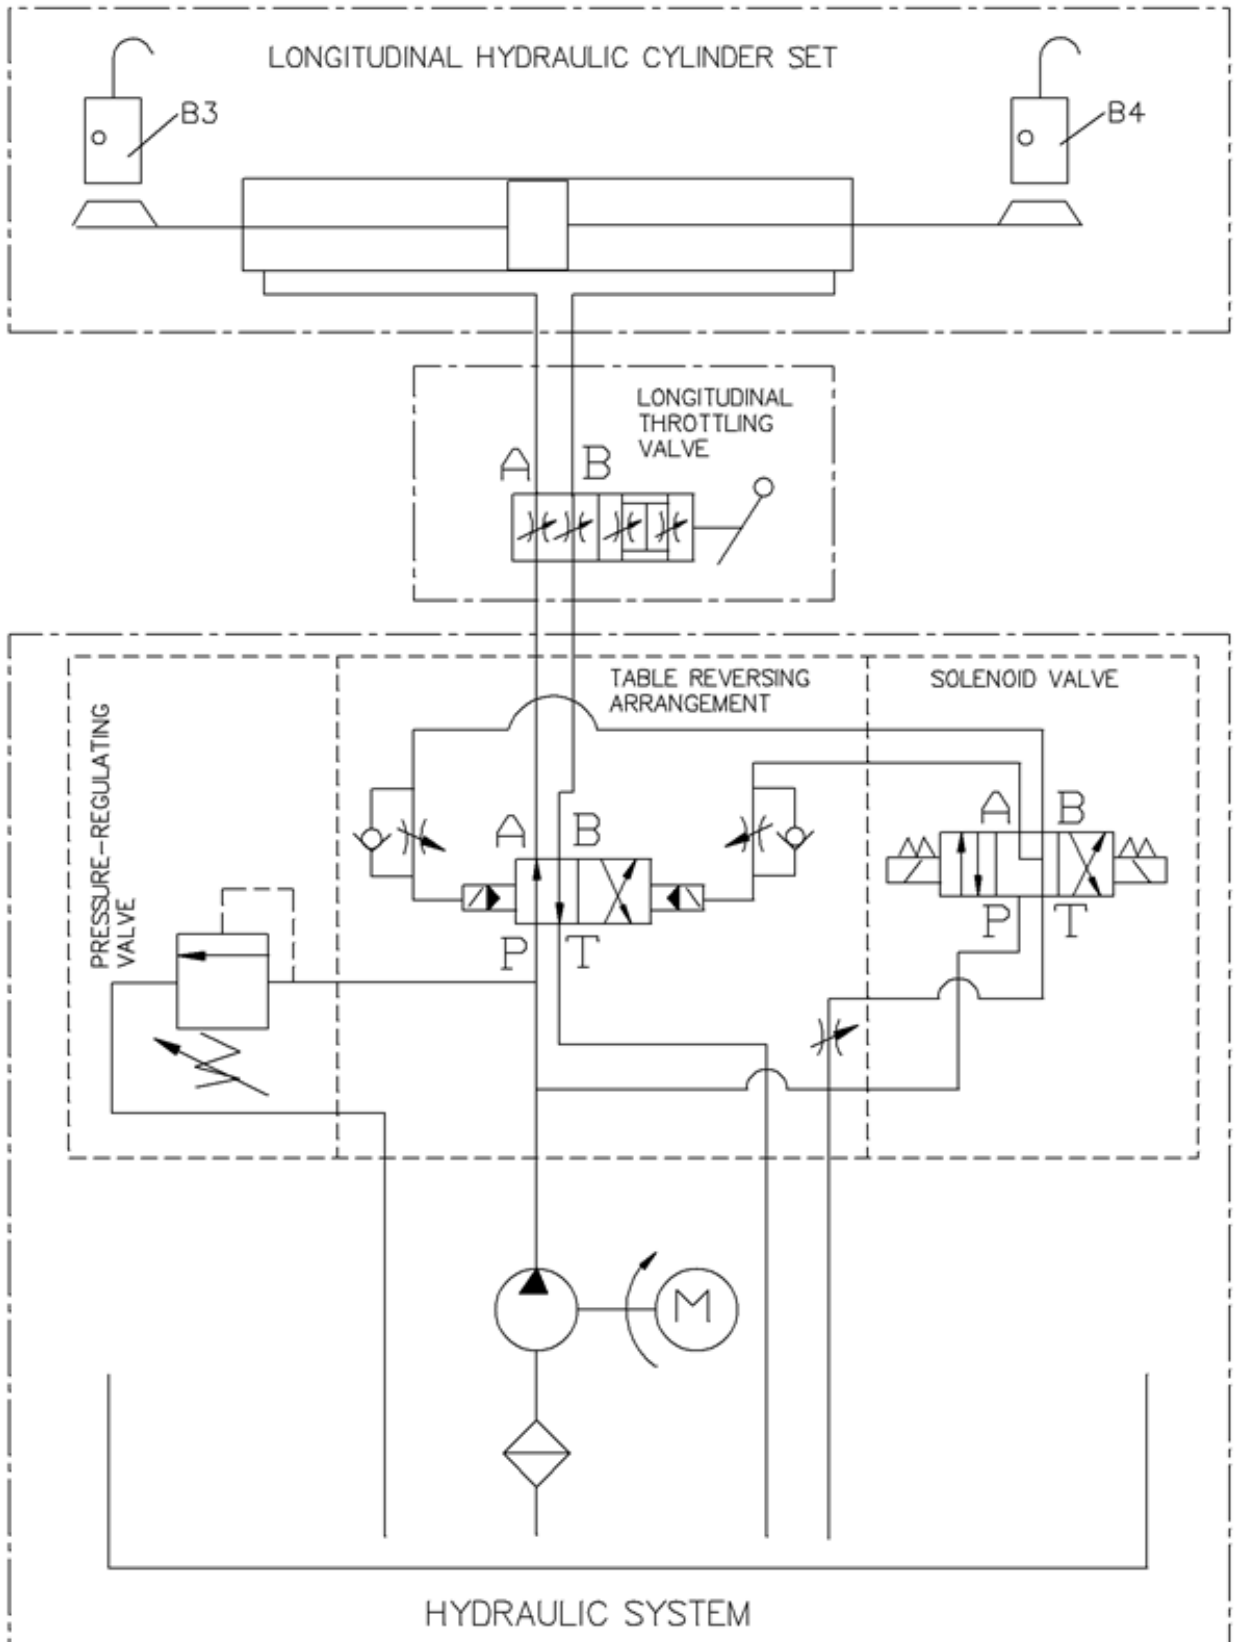 LONGITUDINAL HYDRAULIC CYLINDER SET
B3
B4
LONGITUDINAL
THROTTLING
VALVE
A
B
TABLE REVERSING
ARRANGEMENT
SOLENOID VALVE
PRESSURE-REGULATING
VALVE
A
B
P
T
A
B
P
T
M
HYDRAULIC SYSTEM